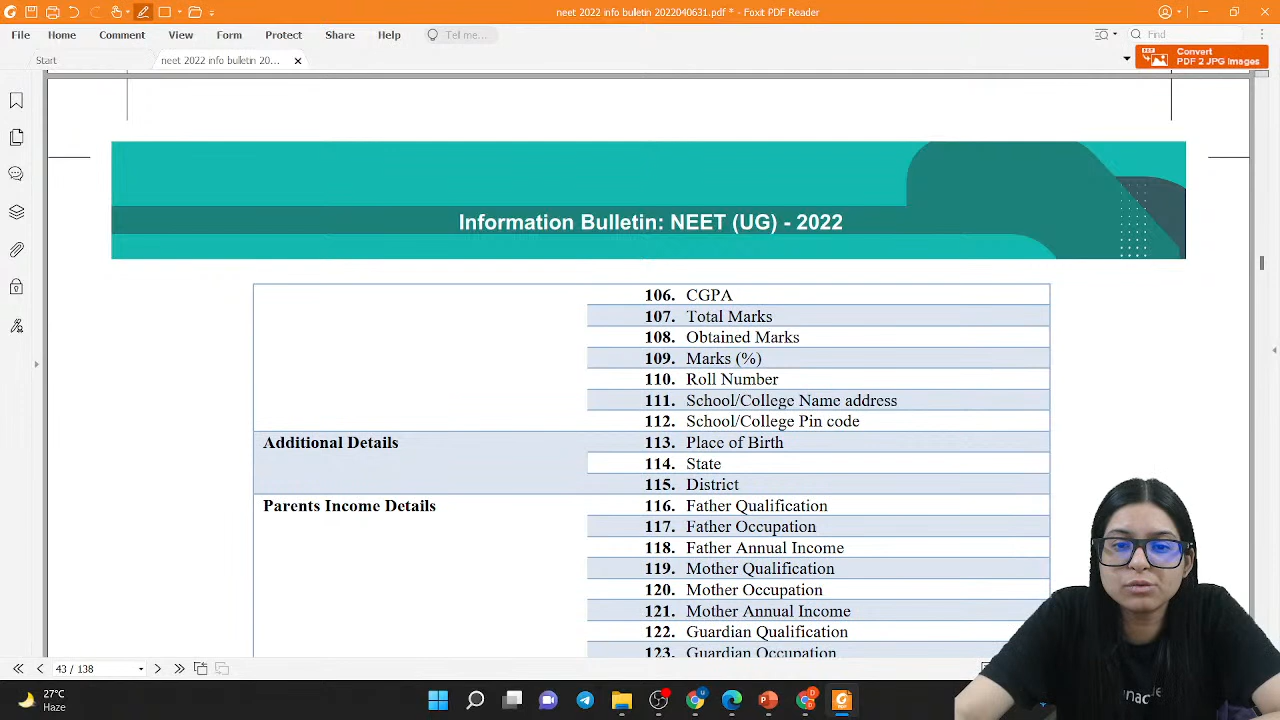 neet 2022 info buletin 2022040631.pdf * - Foxit PDF Reader
File Home Comment View Form Protect Share Help Tell me...
Find
Start
neet 2022 info buletin 20...
Convert
PDF 2 JPG Images
Information Bulletin: NEET (UG) - 2022
106. CGPA
107. Total Marks
108. Obtained Marks
109. Marks (%)
110. Roll Number
111. School/College Name address
112. School/College Pin code
Additional Details
113. Place of Birth
114. State
115. District
Parents Income Details
116. Father Qualification
117. Father Occupation
118. Father Annual Income
119. Mother Qualification
120. Mother Occupation
121. Mother Annual Income
122. Guardian Qualification
123. Guardian Occupation
43 / 138
27°C
Haze